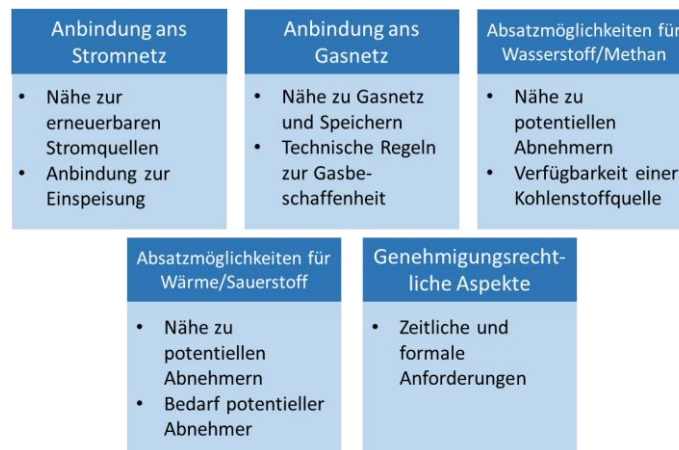 Anbindung ans
Stromnetz
• Nähe zur
erneuerbaren
Stromquellen
• Anbindung zur
Einspeisung
Anbindung ans
Gasnetz
• Nähe zu Gasnetz
und Speichern
• Technische Regeln
zur Gasbe-
schaffenheit
Absatzmöglichkeiten für
Wasserstoff/Methan
• Nähe zu
potentiellen
Abnehmern
• Verfügbarkeit einer
Kohlenstoffquelle
Absatzmöglichkeiten für
Wärme/Sauerstoff
• Nähe zu
potentiellen
Abnehmern
• Bedarf potentieller
Abnehmer
Genehmigungsrecht-
liche Aspekte
• Zeitliche und
formale
Anforderungen